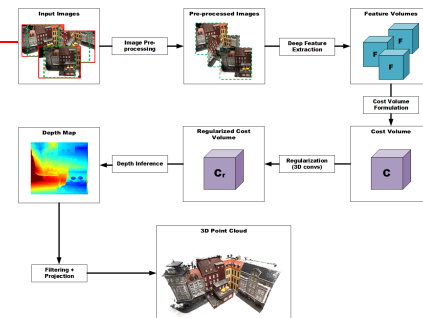 Input Images
Image Pre-
processing
Pre-processed Images
Deep Feature
Extraction
Feature Volumes
F
F
F
Cost Volume
Formulation
Cost Volume
C
Regularization
(3D convs)
Regularized Cost
Volume
Cr
Depth Inference
Depth Map
Filtering +
Projection
3D Point Cloud